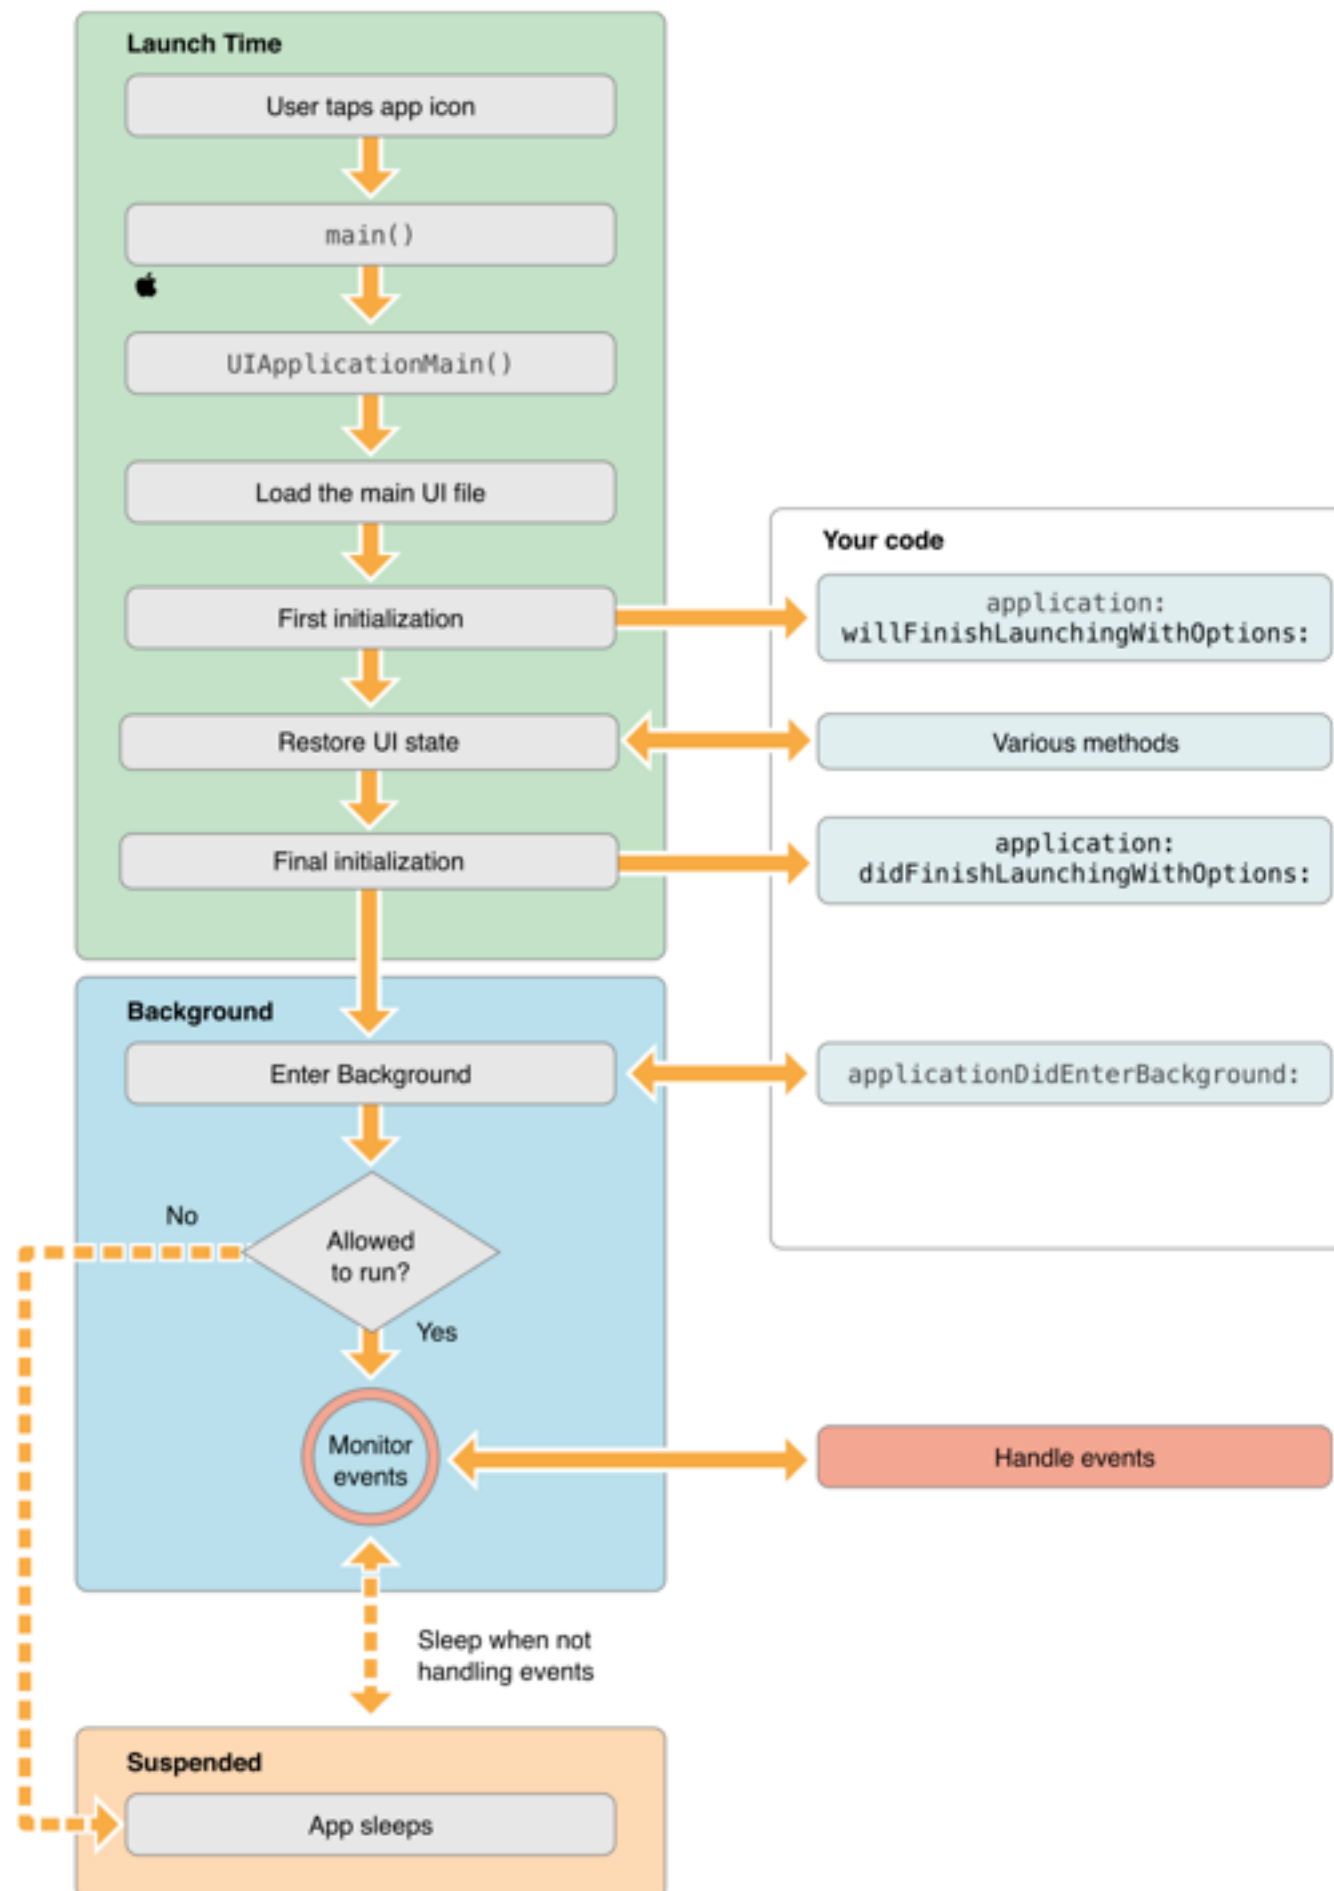 Launch Time
User taps app icon
main()
UIApplicationMain()
Load the main UI file
First initialization
Restore UI state
Final initialization
Your code
application:
willFinishLaunchingWithOptions:
Various methods
application:
didFinishLaunchingWithOptions:
applicationDidEnterBackground:
Background
Enter Background
Allowed
to run?
No
Yes
Monitor
events
Handle events
Sleep when not
handling events
Suspended
App sleeps